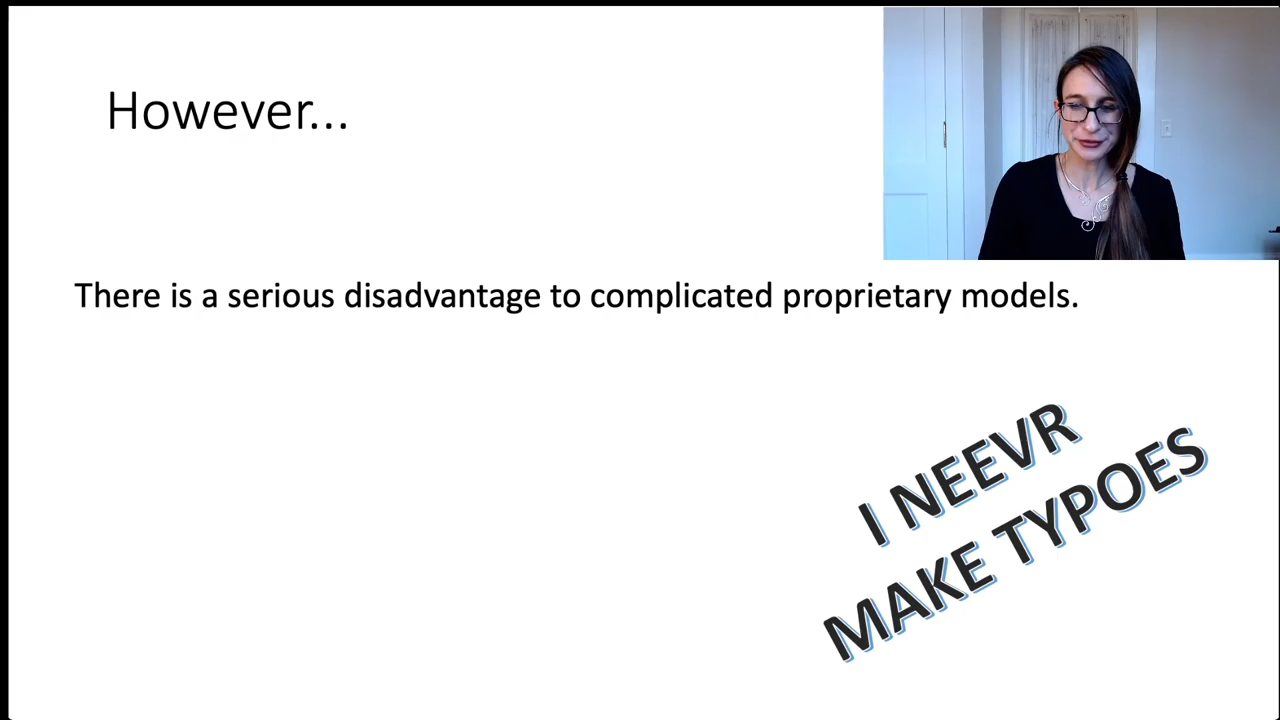 However...
There is a serious disadvantage to complicated proprietary models.
I NEEVR
MAKE TYPOES